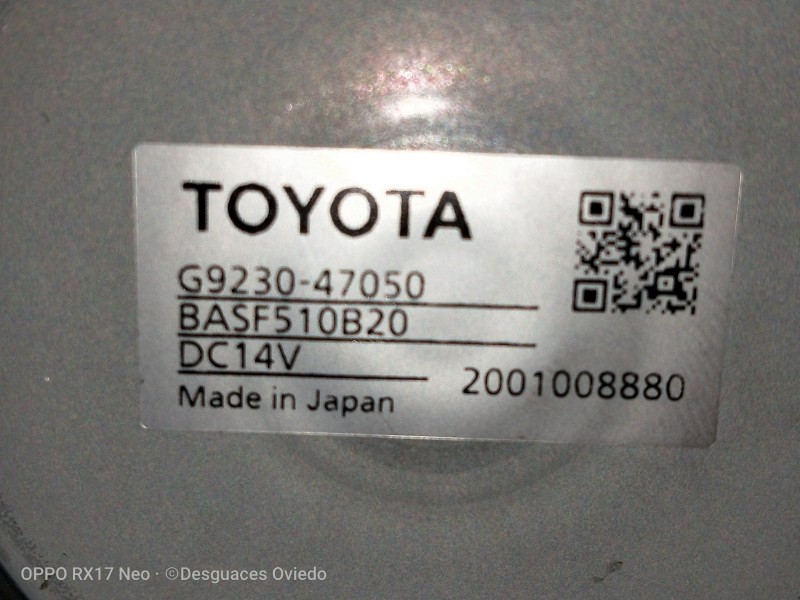 TOYOTA
G9230-47050
BASF510B20
DC14V
2001008880
Made in Japan
OPPO RX17 Neo · ©Desguaces Oviedo